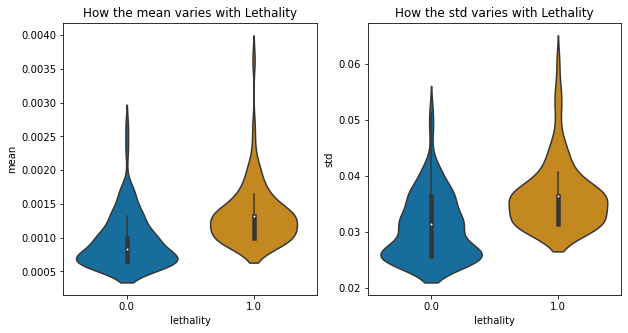 How the mean varies with Lethality
0.0040
0.0035
0.0030
0.0025
0.0020
0.0015
0.0010
0.0005
mean
0.0
1.0
lethality
How the std varies with Lethality
0.06
0.05
0.04
0.03
0.02
std
0.0
1.0
lethality